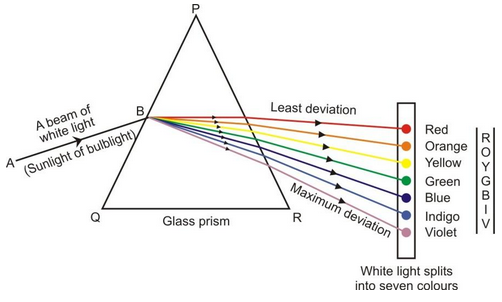 P
A beam of
white light
(Sunlight of bulblight)
A
B
Least deviation
Maximum deviation
Q
Glass prism
R
Red
Orange
Yellow
Green
Blue
Indigo
Violet
R
O
Y
G
B
I
V
White light splits
into seven colours